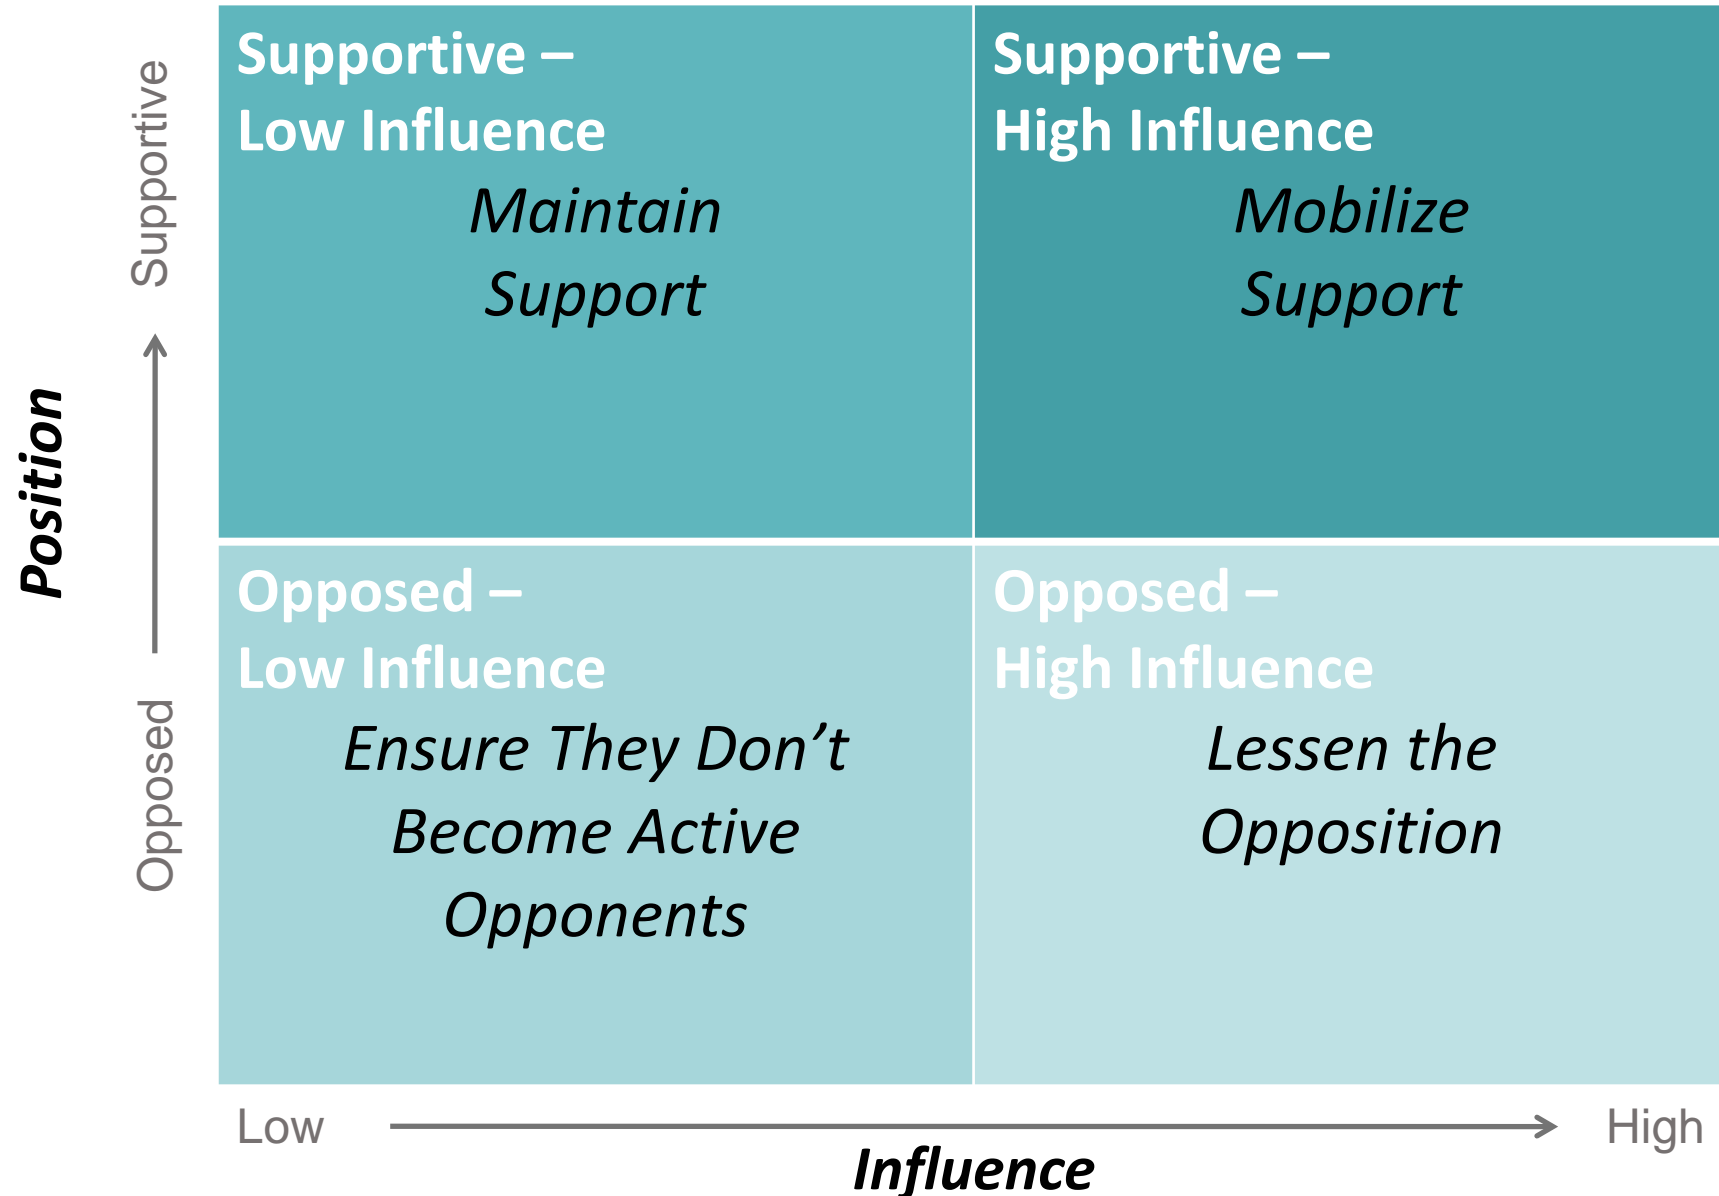 Supportive –
Low Influence
Maintain
Support
Supportive –
High Influence
Mobilize
Support
Opposed –
Low Influence
Ensure They Don’t
Become Active
Opponents
Opposed –
High Influence
Lessen the
Opposition
Supportive
Position
Opposed
Low
High
Influence